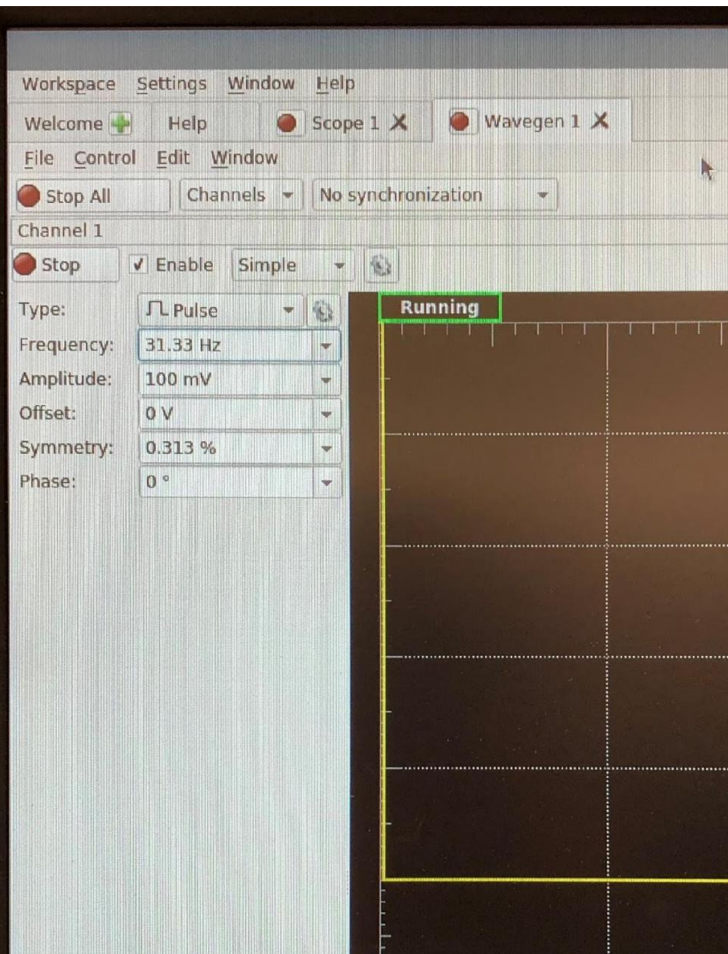 Workspace Settings Window Help
Welcome Help Scope 1 Wavegen 1
File Control Edit Window
Stop All Channels No synchronization
Channel 1
Stop Enable Simple
Type: Pulse
Running
Frequency: 31.33 Hz
Amplitude: 100 mV
Offset: 0 V
Symmetry: 0.313 %
Phase: 0 °